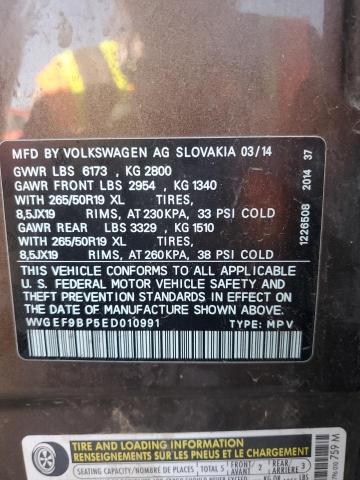 MFD BY VOLKSWAGEN AG SLOVAKIA 03/14
GVWR LBS 6173 , KG 2800
GAWR FRONT LBS 2954 , KG 1340
WITH 265/50R19 XL TIRES,
8,5JX19 RIMS, AT 230 KPA, 33 PSI COLD
GAWR REAR LBS 3329 , KG 1510
WITH 265/50R19 XL TIRES,
8,5JX19 RIMS, AT 260 KPA, 38 PSI COLD
THIS VEHICLE CONFORMS TO ALL APPLICABLE
U. S. FEDERAL MOTOR VEHICLE SAFETY AND
THEFT PREVENTION STANDARDS IN EFFECT ON
THE DATE OF MANUFACTURE SHOWN ABOVE.
WVGEF9BP5ED010991 TYPE: MPV
1226508 2014 37
TIRE AND LOADING INFORMATION
RENSEIGNEMENTS SUR LES PNEUS ET LE CHARGEMENT
SEATING CAPACITY/NOMBRE DE PLACES TOTAL 5 FRONT/AVANT 2 REAR/ARRIÈRE 3
759 M